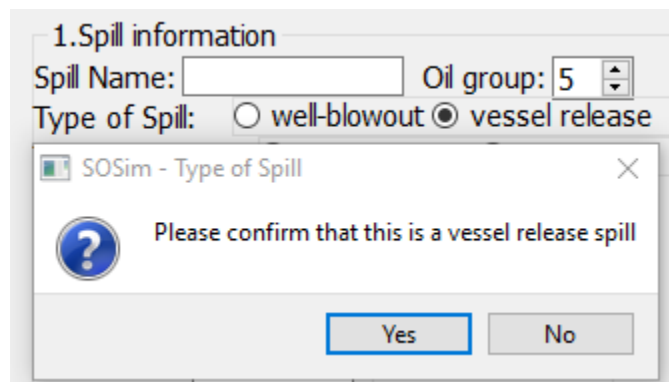 1.Spill information
Spill Name: Oil group: 5
Type of Spill: well-blowout vessel release
SOSim - Type of Spill
Please confirm that this is a vessel release spill
Yes No